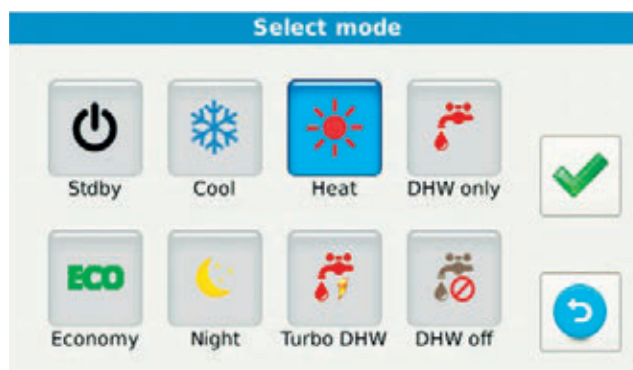 Select mode
Stdby Cool Heat DHW only
ECO
Economy Night Turbo DHW DHW off